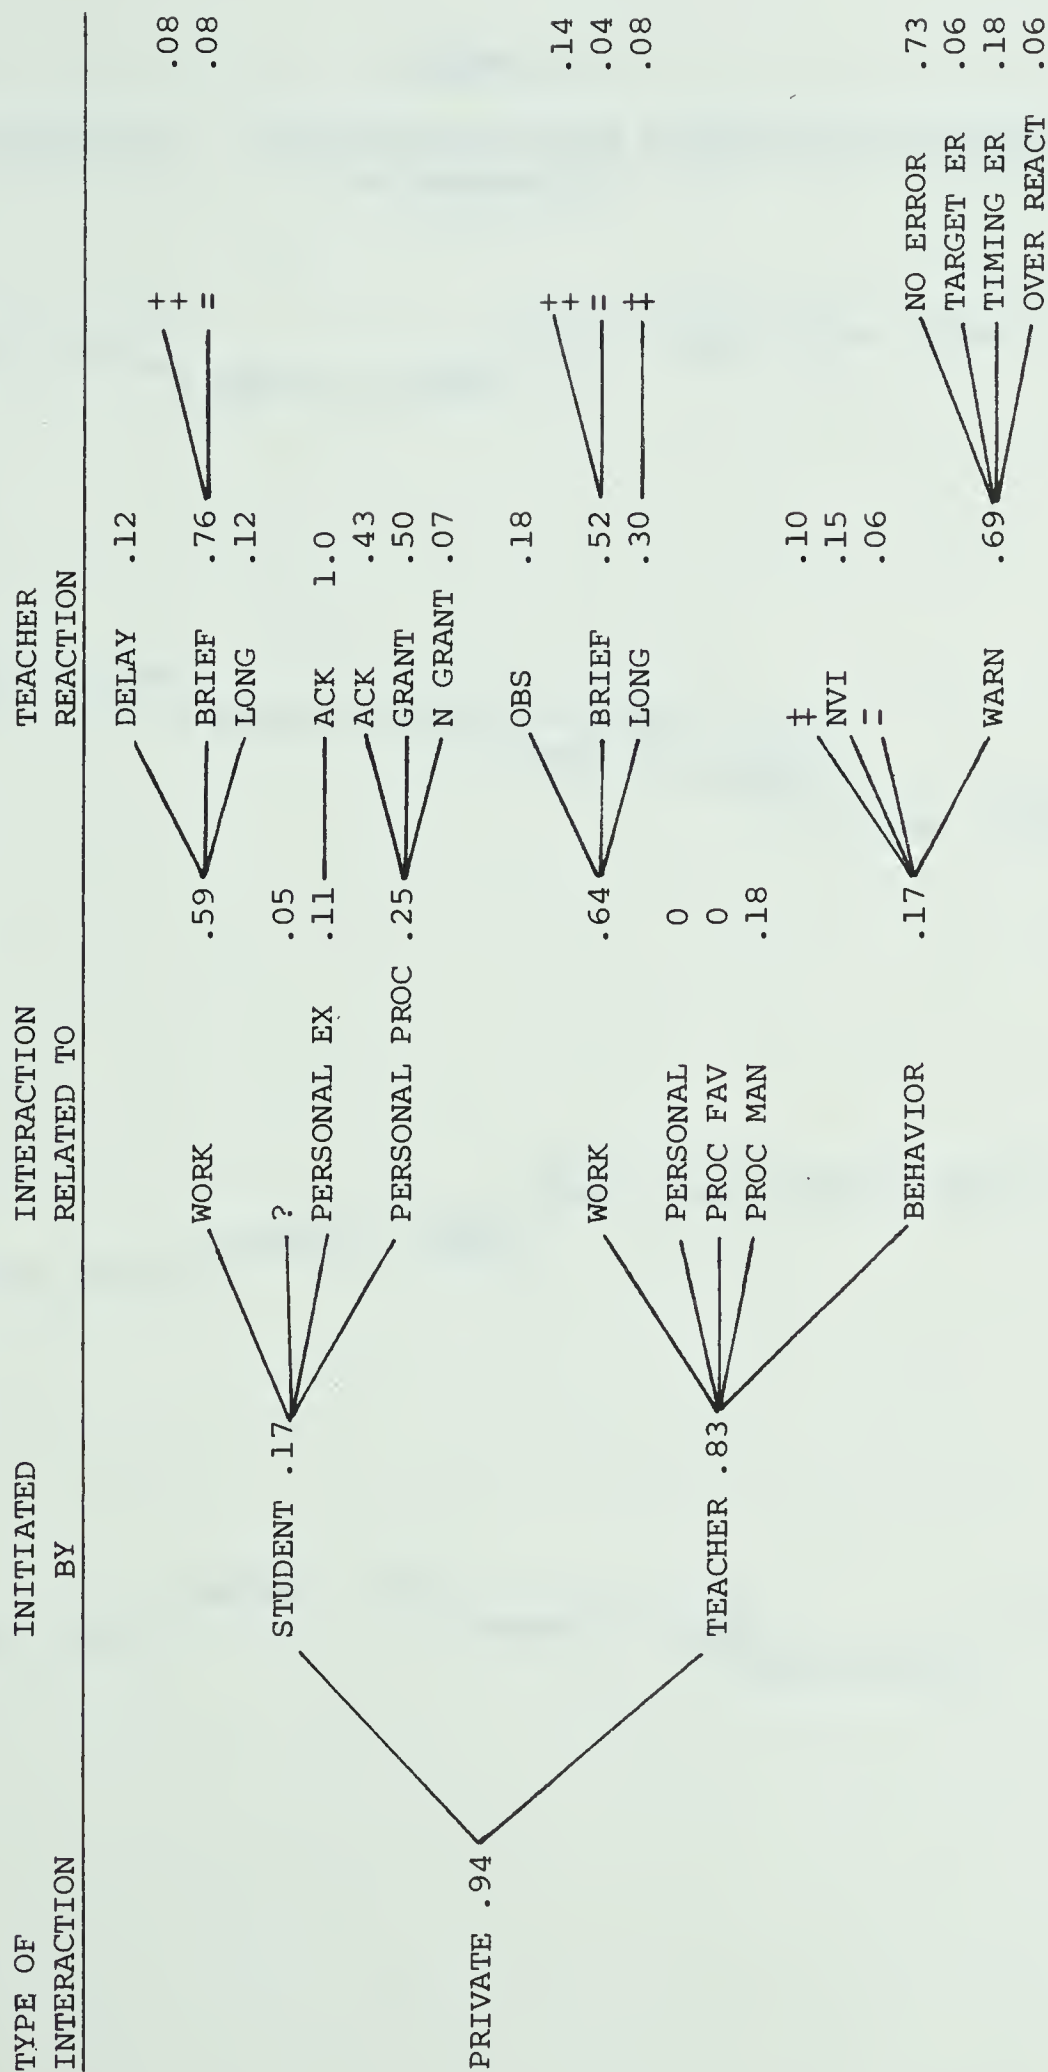 TYPE OF INITIATED INTERACTION TEACHER
INTERACTION BY RELATED TO REACTION
DELAY .12
+
+ .08
WORK .59 BRIEF .76 = .08
LONG .12
STUDENT .17 ? .05
PERSONAL EX .11 ACK 1.0
ACK .43
PERSONAL PROC .25 GRANT .50
N GRANT .07
PRIVATE .94
OBS .18
+
+ .14
WORK .64 BRIEF .52 = .04
LONG .30 ‡ .08
PERSONAL 0
TEACHER .83 PROC FAV 0
PROC MAN .18
‡ .10
NVI .15
= .06
BEHAVIOR .17 NO ERROR .73
TARGET ER .06
WARN .69 TIMING ER .18
OVER REACT .06